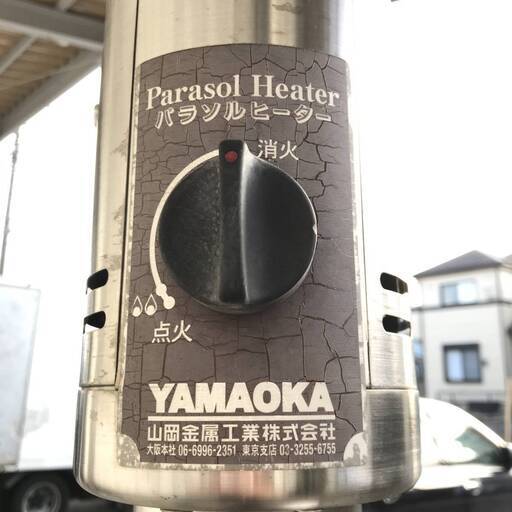 Parasol Heater
パラソルヒーター
消火
点火
YAMAOKA
山岡金属工業株式会社
大阪本社 06-6996-2351 東京支店 03-3255-6755